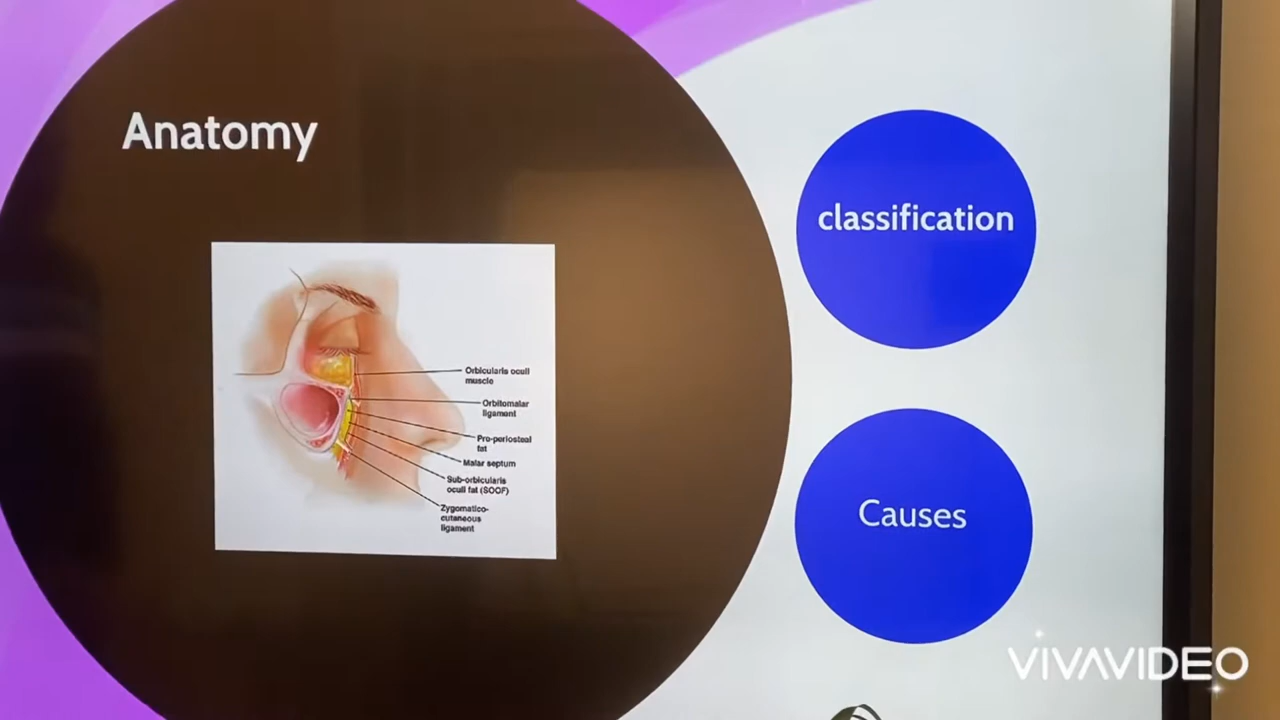 Anatomy
Orbicularis oculi
muscle
Orbitomalar
ligament
Pro-periosteal
fat
Malar septum
Sub-orbicularis
oculi fat (SOOF)
Zygomatico-
cutaneous
ligament
classification
Causes
VIVAVIDEO